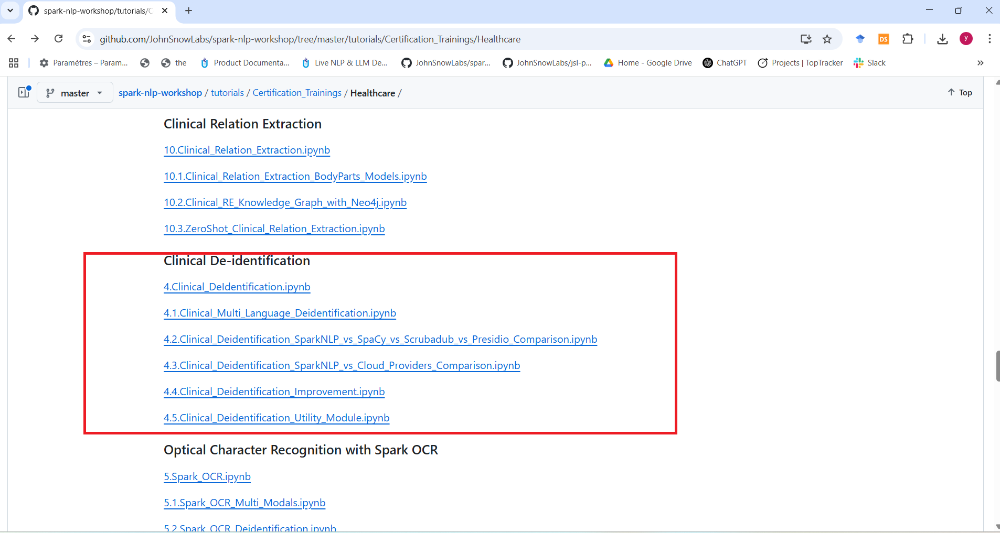 spark-nlp-workshop/tutorials/C
github.com/JohnSnowLabs/spark-nlp-workshop/tree/master/tutorials/Certification_Trainings/Healthcare
DS
y
Paramètres – Param...
the
Product Documenta...
Live NLP & LLM De...
JohnSnowLabs/spar...
JohnSnowLabs/jsl-p...
Home - Google Drive
ChatGPT
Projects | TopTracker
Slack
master
spark-nlp-workshop / tutorials / Certification_Trainings / Healthcare /
Top
Clinical Relation Extraction
10.Clinical_Relation_Extraction.ipynb
10.1.Clinical_Relation_Extraction_BodyParts_Models.ipynb
10.2.Clinical_RE_Knowledge_Graph_with_Neo4j.ipynb
10.3.ZeroShot_Clinical_Relation_Extraction.ipynb
Clinical De-identification
4.Clinical_DeIdentification.ipynb
4.1.Clinical_Multi_Language_Deidentification.ipynb
4.2.Clinical_Deidentification_SparkNLP_vs_SpaCy_vs_Scrubadub_vs_Presidio_Comparison.ipynb
4.3.Clinical_Deidentification_SparkNLP_vs_Cloud_Providers_Comparison.ipynb
4.4.Clinical_Deidentification_Improvement.ipynb
4.5.Clinical_Deidentification_Utility_Module.ipynb
Optical Character Recognition with Spark OCR
5.Spark_OCR.ipynb
5.1.Spark_OCR_Multi_Modals.ipynb
5.2.Spark_OCR_Deidentification.ipynb